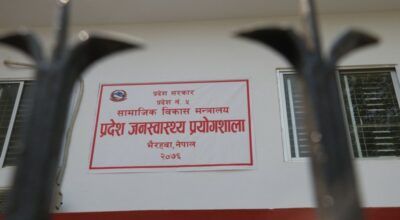 प्रदेश सरकार
प्रदेश नं. ५
सामाजिक विकास मन्त्रालय
प्रदेश जनस्वास्थ्य प्रयोगशाला
भैरहवा, नेपाल
२०७६